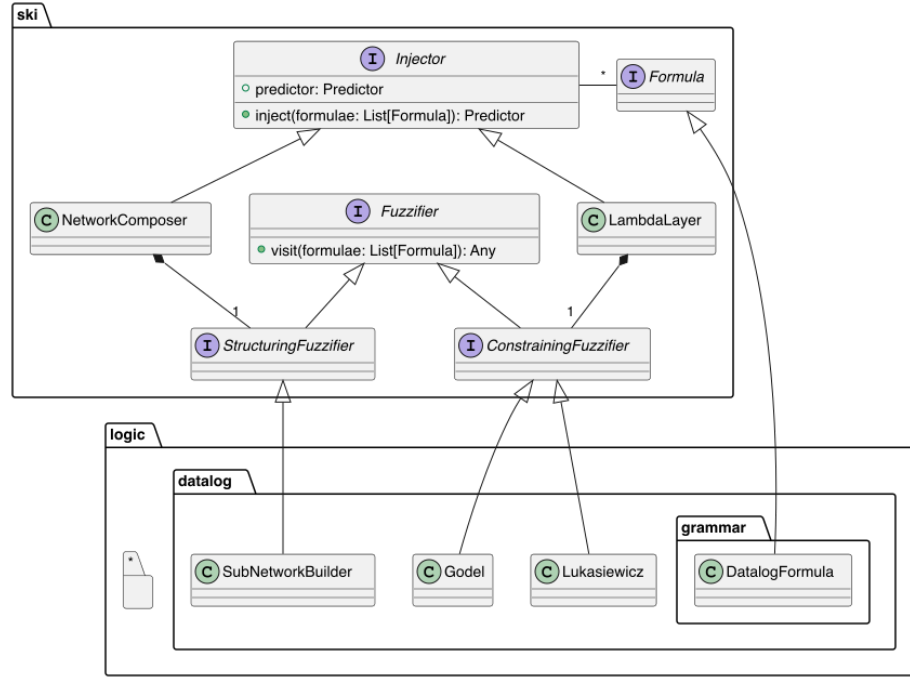 ski
I Injector
predictor: Predictor
inject(formulae: List[Formula]): Predictor
*
I Formula
C NetworkComposer
I Fuzzifier
visit(formulae: List[Formula]): Any
C LambdaLayer
1
1
I StructuringFuzzifier
I ConstrainingFuzzifier
logic
datalog
grammar
*
C SubNetworkBuilder
C Godel
C Lukasiewicz
C DatalogFormula